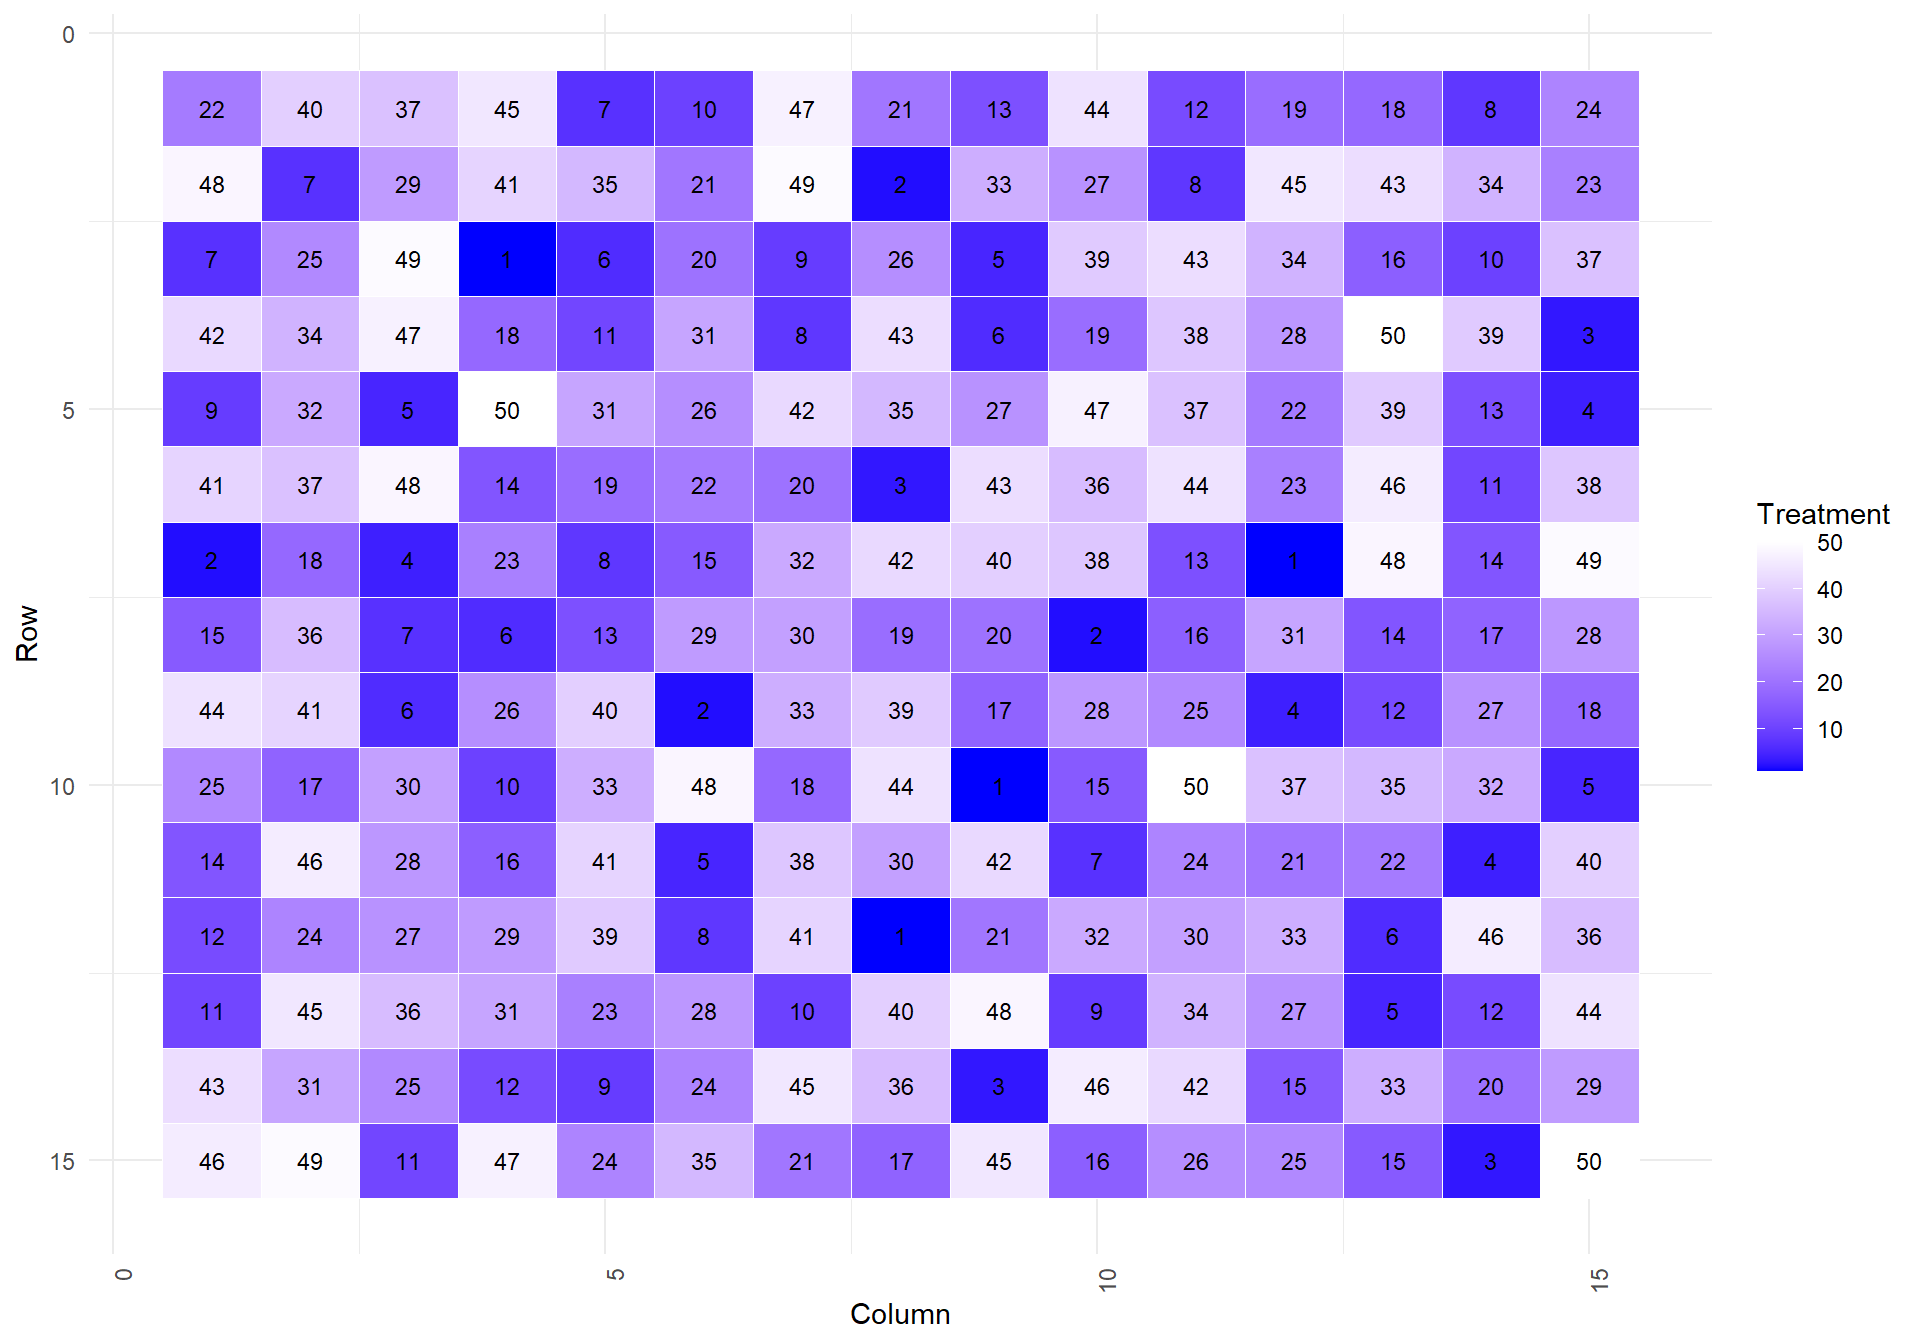 0
22 40 37 45 7 10 47 21 13 44 12 19 18 8 24
48 7 29 41 35 21 49 2 33 27 8 45 43 34 23
7 25 49 1 6 20 9 26 5 39 43 34 16 10 37
42 34 47 18 11 31 8 43 6 19 38 28 50 39 3
5 9 32 5 50 31 26 42 35 27 47 37 22 39 13 4
41 37 48 14 19 22 20 3 43 36 44 23 46 11 38
2 18 4 23 8 15 32 42 40 38 13 1 48 14 49
15 36 7 6 13 29 30 19 20 2 16 31 14 17 28
44 41 6 26 40 2 33 39 17 28 25 4 12 27 18
10 25 17 30 10 33 48 18 44 1 15 50 37 35 32 5
14 46 28 16 41 5 38 30 42 7 24 21 22 4 40
12 24 27 29 39 8 41 1 21 32 30 33 6 46 36
11 45 36 31 23 28 10 40 48 9 34 27 5 12 44
43 31 25 12 9 24 45 36 3 46 42 15 33 20 29
15 46 49 11 47 24 35 21 17 45 16 26 25 15 3 50
0 5 10 15
Column
Row
Treatment
50
40
30
20
10